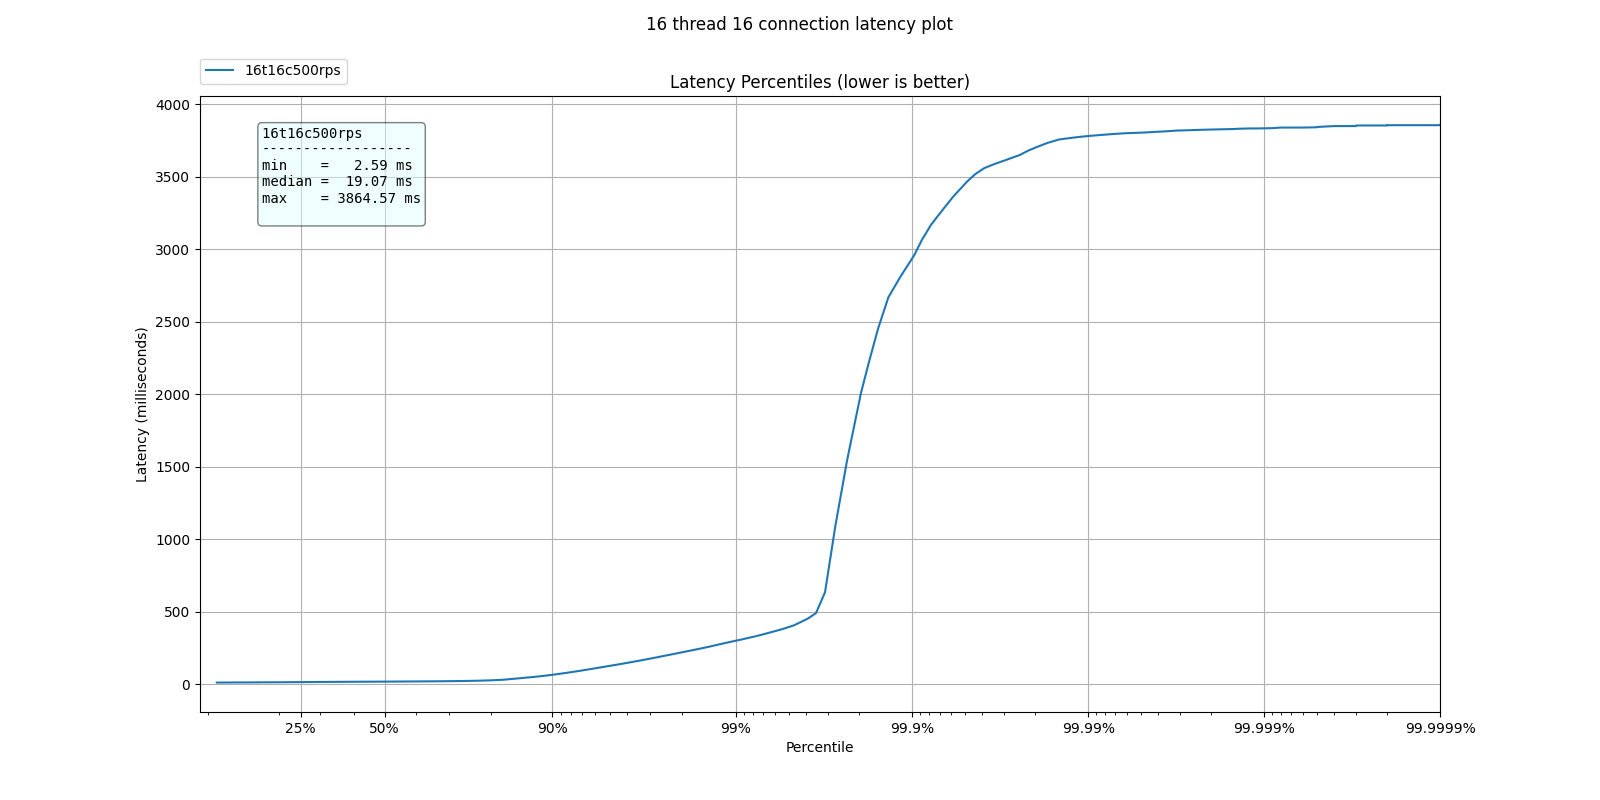 16 thread 16 connection latency plot
16t16c500rps
Latency Percentiles (lower is better)
4000
3500
3000
2500
2000
1500
1000
500
0
16t16c500rps
------------------
min    =   2.59 ms
median =  19.07 ms
max    = 3864.57 ms
Latency (milliseconds)
25% 50% 90% 99% 99.9% 99.99% 99.999% 99.9999%
Percentile